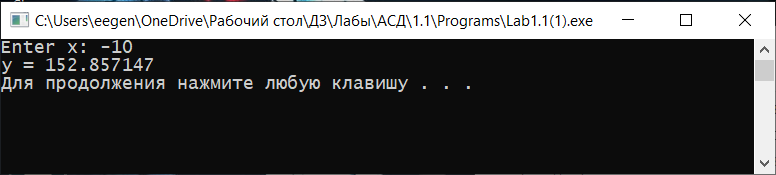 C:\Users\eegen\OneDrive\Рабочий стол\ДЗ\Лабы\АСД\1.1\Programs\Lab1.1(1).exe
Enter x: -10
y = 152.857147
Для продолжения нажмите любую клавишу . . .